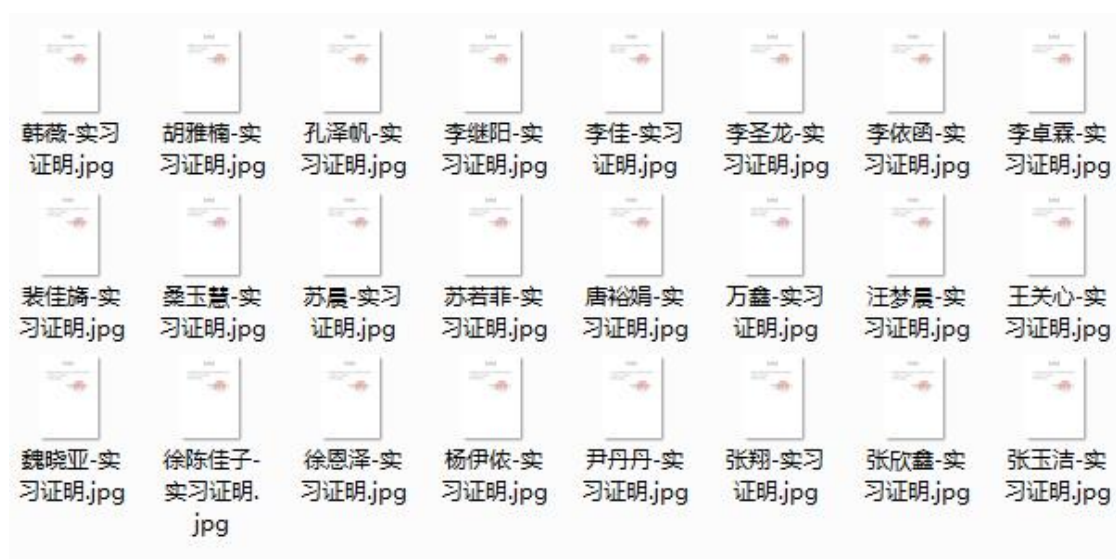 韩薇-实习
证明.jpg
胡雅楠-实
习证明.jpg
孔泽帆-实
习证明.jpg
李继阳-实
习证明.jpg
李佳-实习
证明.jpg
李圣龙-实
习证明.jpg
李依函-实
习证明.jpg
李卓霖-实
习证明.jpg
裴佳旖-实
习证明.jpg
桑玉慧-实
习证明.jpg
苏晨-实习
证明.jpg
苏若菲-实
习证明.jpg
唐裕娟-实
习证明.jpg
万鑫-实习
证明.jpg
汪梦晨-实
习证明.jpg
王关心-实
习证明.jpg
魏晓亚-实
习证明.jpg
徐陈佳子-
实习证明.
jpg
徐恩泽-实
习证明.jpg
杨伊侬-实
习证明.jpg
尹丹丹-实
习证明.jpg
张翔-实习
证明.jpg
张欣鑫-实
习证明.jpg
张玉洁-实
习证明.jpg